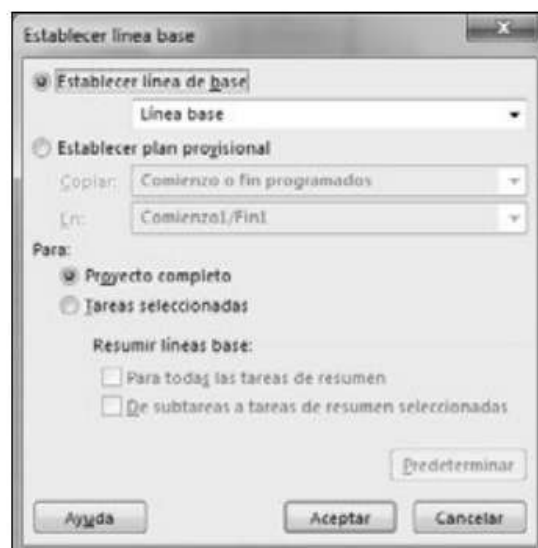 Establecer línea base
Establecer línea de base
Línea base
Establecer plan provisional
Copiar: Comienzo o fin programados
En: Comienzo1/Fin1
Para:
Proyecto completo
Tareas seleccionadas
Resumir líneas base:
Para todas las tareas de resumen
De subtareas a tareas de resumen seleccionadas
Predeterminar
Ayuda Aceptar Cancelar